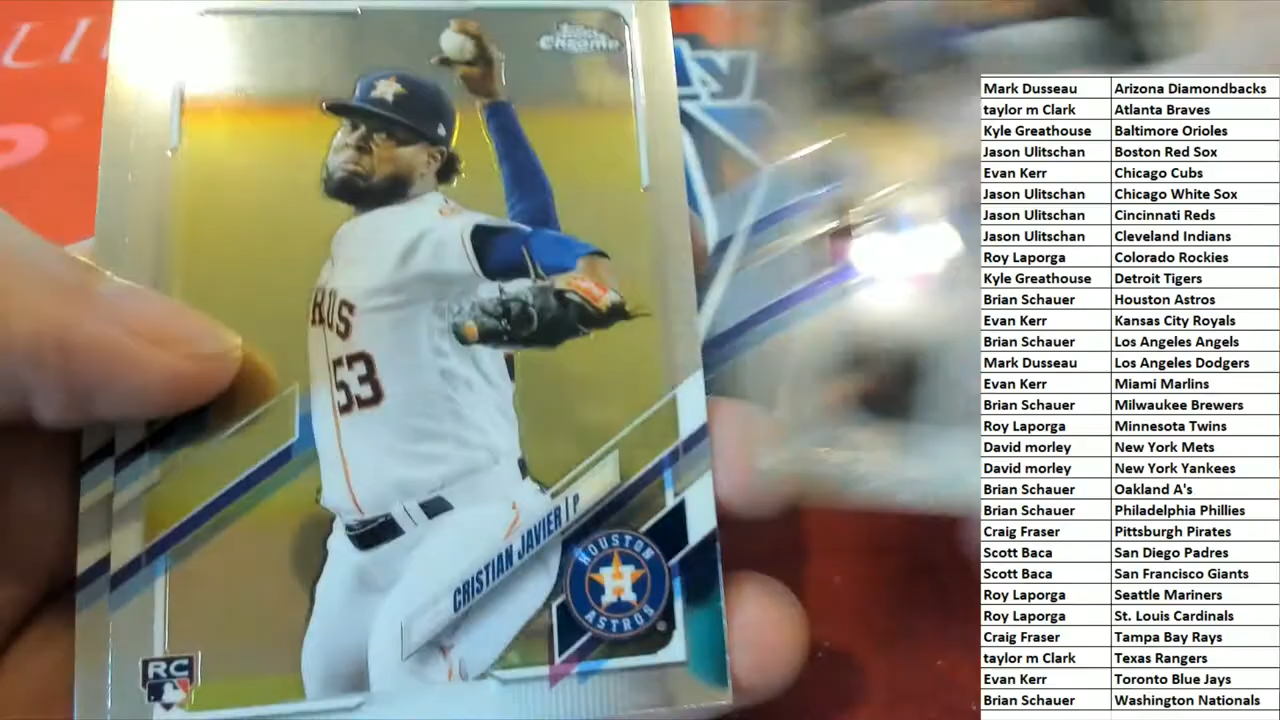 Topps
Chrome
ROS
53
CRISTIAN JAVIER | P
HOUSTON
H
ASTROS
RC
Mark Dusseau Arizona Diamondbacks
taylor m Clark Atlanta Braves
Kyle Greathouse Baltimore Orioles
Jason Ulitschan Boston Red Sox
Evan Kerr Chicago Cubs
Jason Ulitschan Chicago White Sox
Jason Ulitschan Cincinnati Reds
Jason Ulitschan Cleveland Indians
Roy Laporga Colorado Rockies
Kyle Greathouse Detroit Tigers
Brian Schauer Houston Astros
Evan Kerr Kansas City Royals
Brian Schauer Los Angeles Angels
Mark Dusseau Los Angeles Dodgers
Evan Kerr Miami Marlins
Brian Schauer Milwaukee Brewers
Roy Laporga Minnesota Twins
David morley New York Mets
David morley New York Yankees
Brian Schauer Oakland A's
Brian Schauer Philadelphia Phillies
Craig Fraser Pittsburgh Pirates
Scott Baca San Diego Padres
Scott Baca San Francisco Giants
Roy Laporga Seattle Mariners
Roy Laporga St. Louis Cardinals
Craig Fraser Tampa Bay Rays
taylor m Clark Texas Rangers
Evan Kerr Toronto Blue Jays
Brian Schauer Washington Nationals